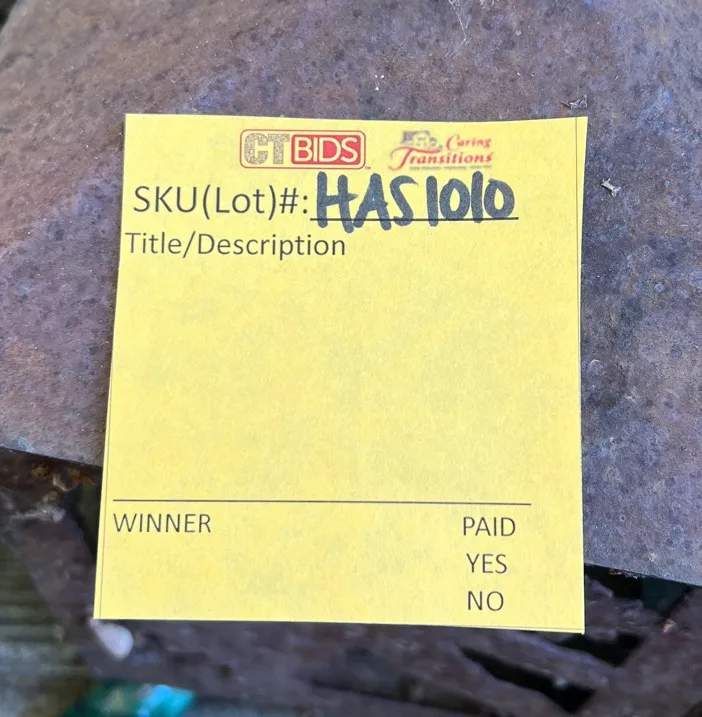 CTBIDS Caring
Transitions
SKU(Lot)#: HAS1010
Title/Description
WINNER PAID
YES
NO